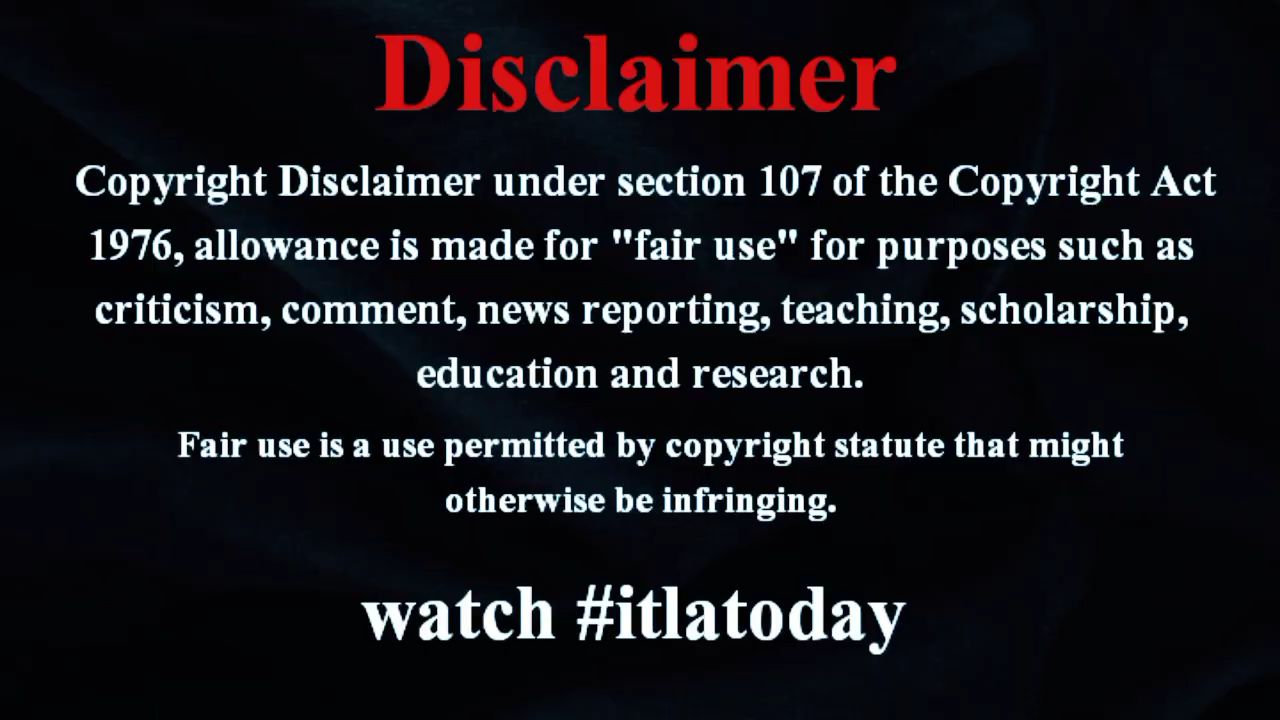 Disclaimer
Copyright Disclaimer under section 107 of the Copyright Act
1976, allowance is made for "fair use" for purposes such as
criticism, comment, news reporting, teaching, scholarship,
education and research.
Fair use is a use permitted by copyright statute that might
otherwise be infringing.
watch #itlatoday